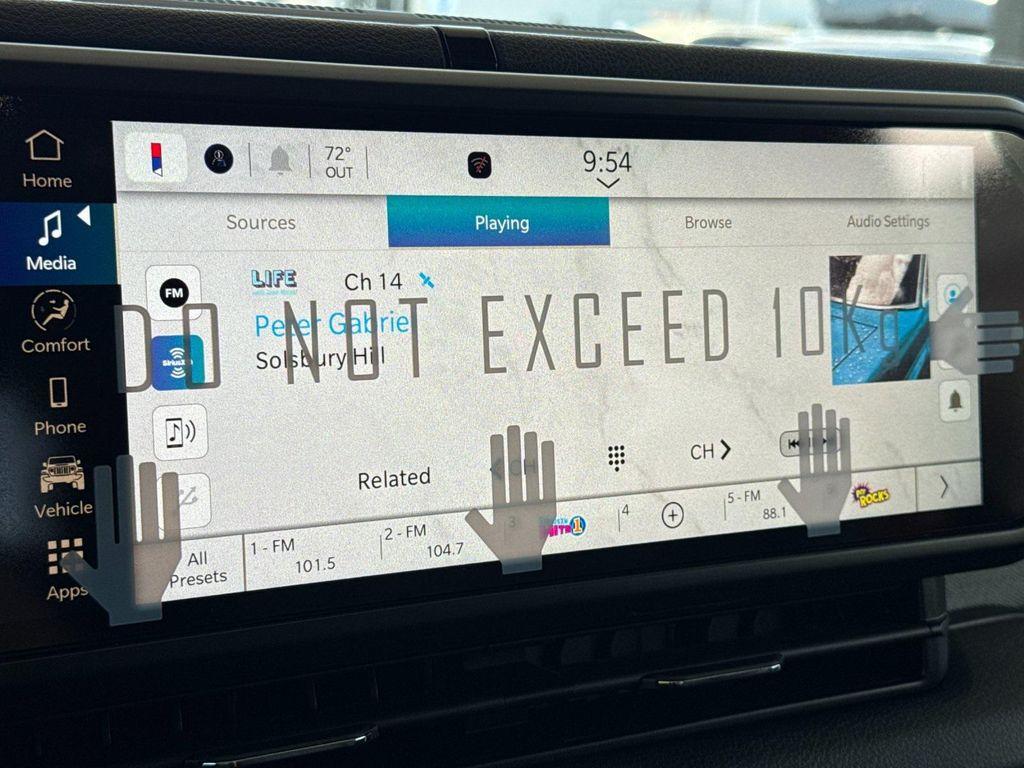 72°
OUT
9:54
Home
Sources
Playing
Browse
Audio Settings
Media
FM
LIFE
Ch 14
Peter Gabriel
Solsbury Hill
DO NOT EXCEED 10Kg
Comfort
Phone
CH
Related
Vehicle
Apps
All
Presets
1 - FM
101.5
2 - FM
104.7
3
1
4
5 - FM
88.1
ROCKS